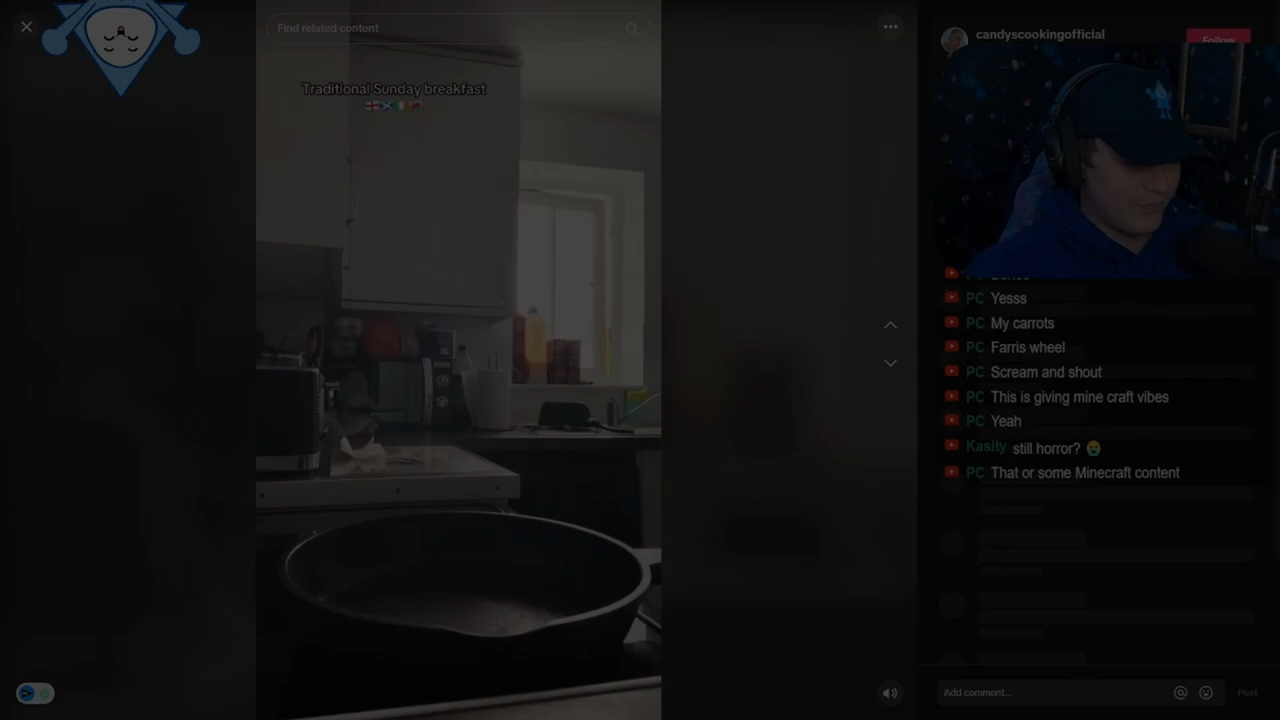 Find related content
Traditional Sunday breakfast
candyscookingofficial
Follow
PC Yesss
PC My carrots
PC Farris wheel
PC Scream and shout
PC This is giving mine craft vibes
PC Yeah
Kasity still horror? 😭
PC That or some Minecraft content
Add comment...
Post